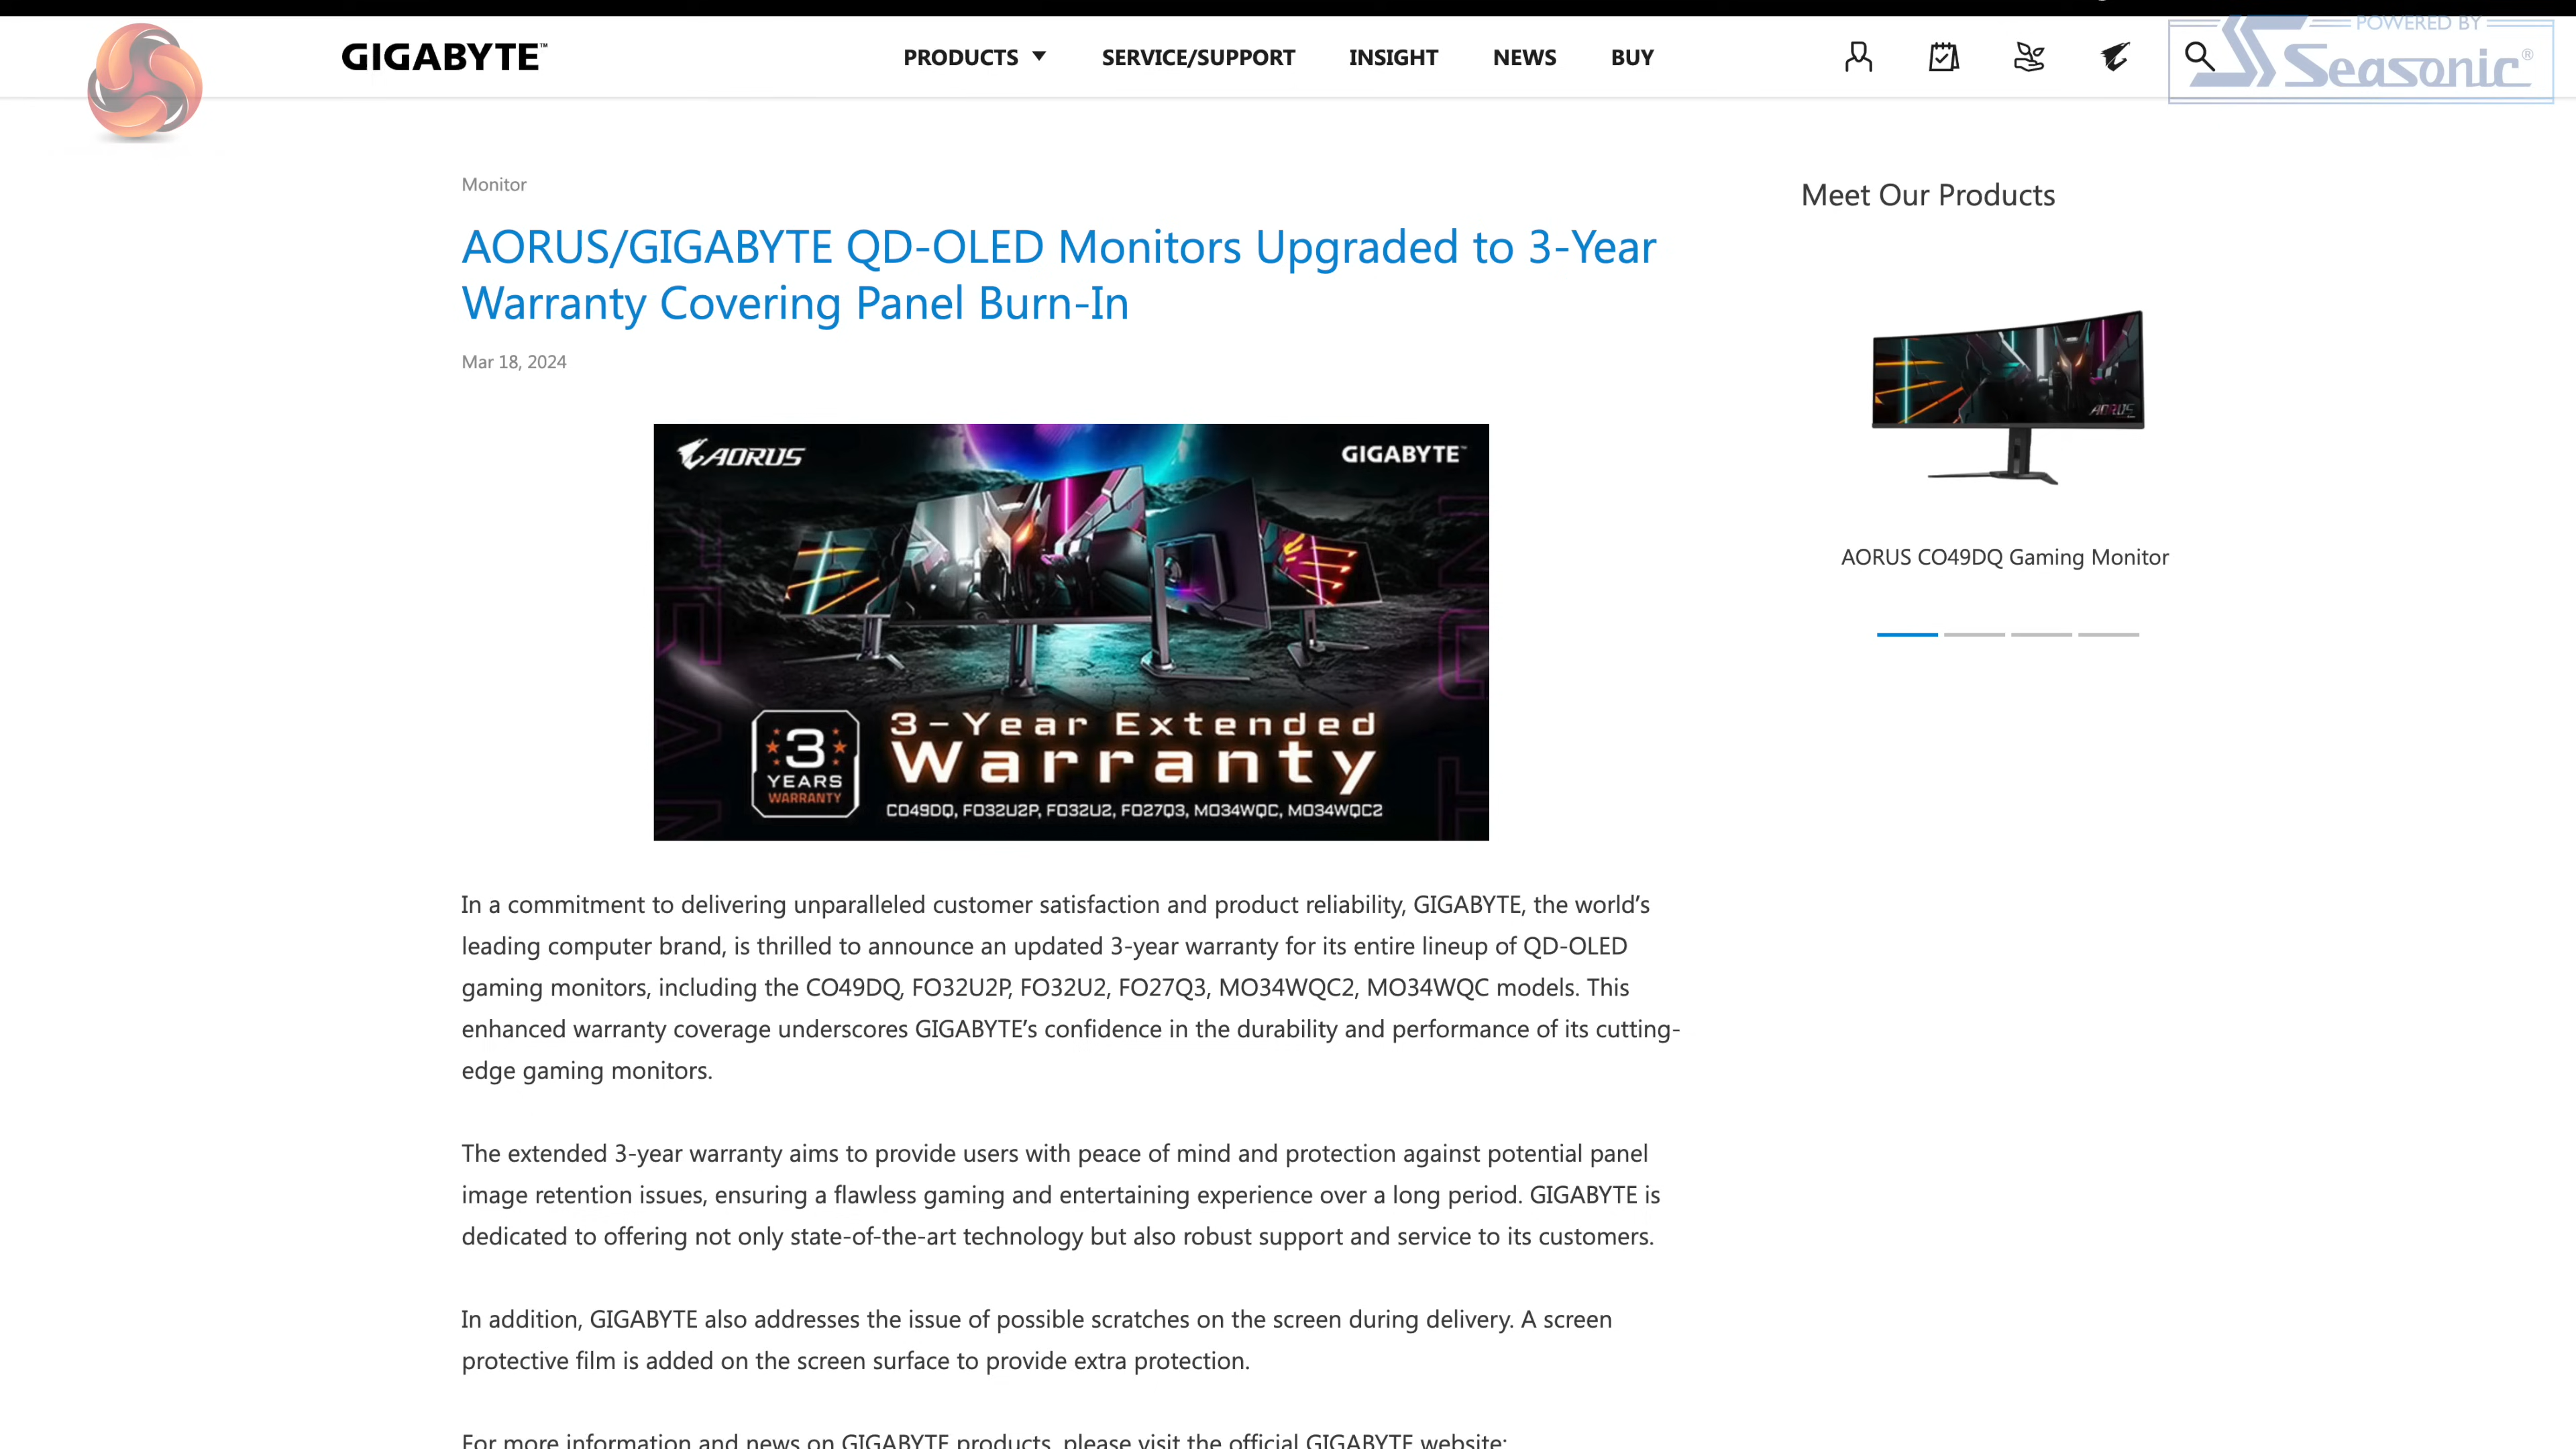 GIGABYTE™
PRODUCTS
SERVICE/SUPPORT
INSIGHT
NEWS
BUY
POWERED BY
Seasonic®
Monitor
AORUS/GIGABYTE QD-OLED Monitors Upgraded to 3-Year
Warranty Covering Panel Burn-In
Mar 18, 2024
AORUS
GIGABYTE™
3
YEARS
WARRANTY
3-Year Extended
Warranty
CO49DQ, FO32U2P, FO32U2, FO27Q3, MO34WQC, MO34WQC2
In a commitment to delivering unparalleled customer satisfaction and product reliability, GIGABYTE, the world’s
leading computer brand, is thrilled to announce an updated 3-year warranty for its entire lineup of QD-OLED
gaming monitors, including the CO49DQ, FO32U2P, FO32U2, FO27Q3, MO34WQC2, MO34WQC models. This
enhanced warranty coverage underscores GIGABYTE’s confidence in the durability and performance of its cutting-
edge gaming monitors.
The extended 3-year warranty aims to provide users with peace of mind and protection against potential panel
image retention issues, ensuring a flawless gaming and entertaining experience over a long period. GIGABYTE is
dedicated to offering not only state-of-the-art technology but also robust support and service to its customers.
In addition, GIGABYTE also addresses the issue of possible scratches on the screen during delivery. A screen
protective film is added on the screen surface to provide extra protection.
For more information and news on GIGABYTE products, please visit the official GIGABYTE website:
Meet Our Products
AORUS
AORUS CO49DQ Gaming Monitor